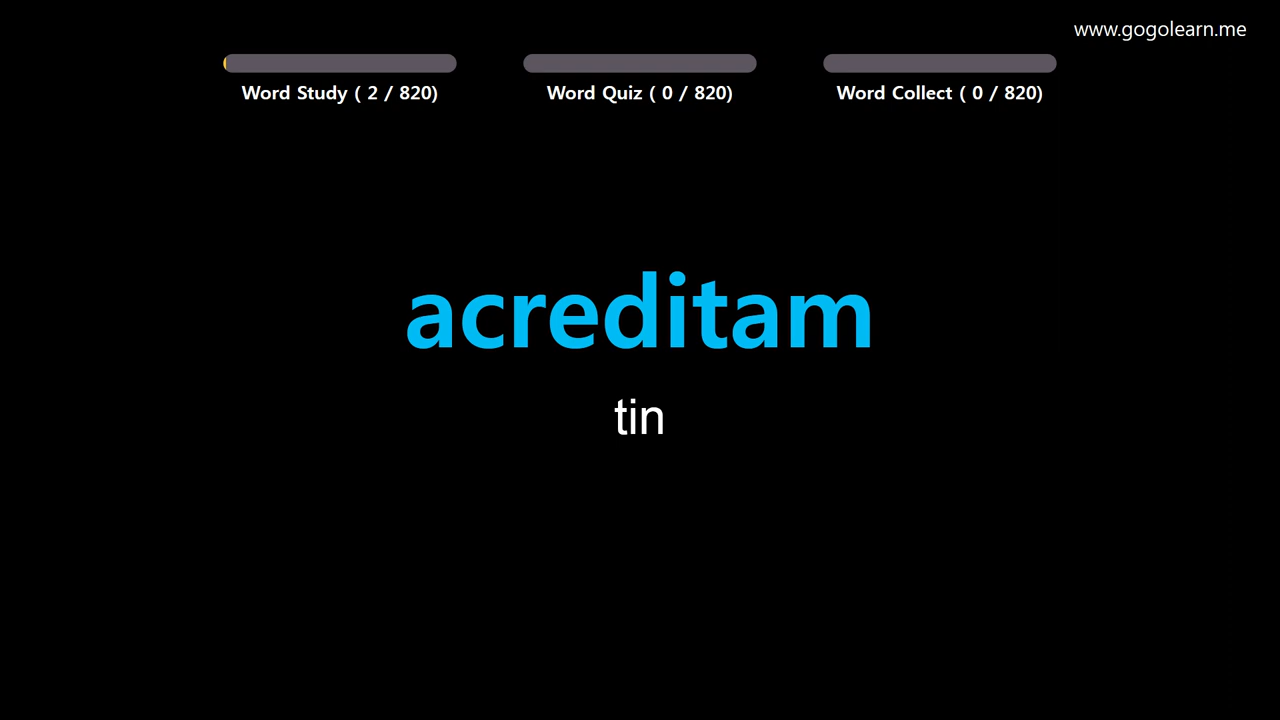 www.gogolearn.me
Word Study ( 2 / 820)
Word Quiz ( 0 / 820)
Word Collect ( 0 / 820)
acreditam
tin